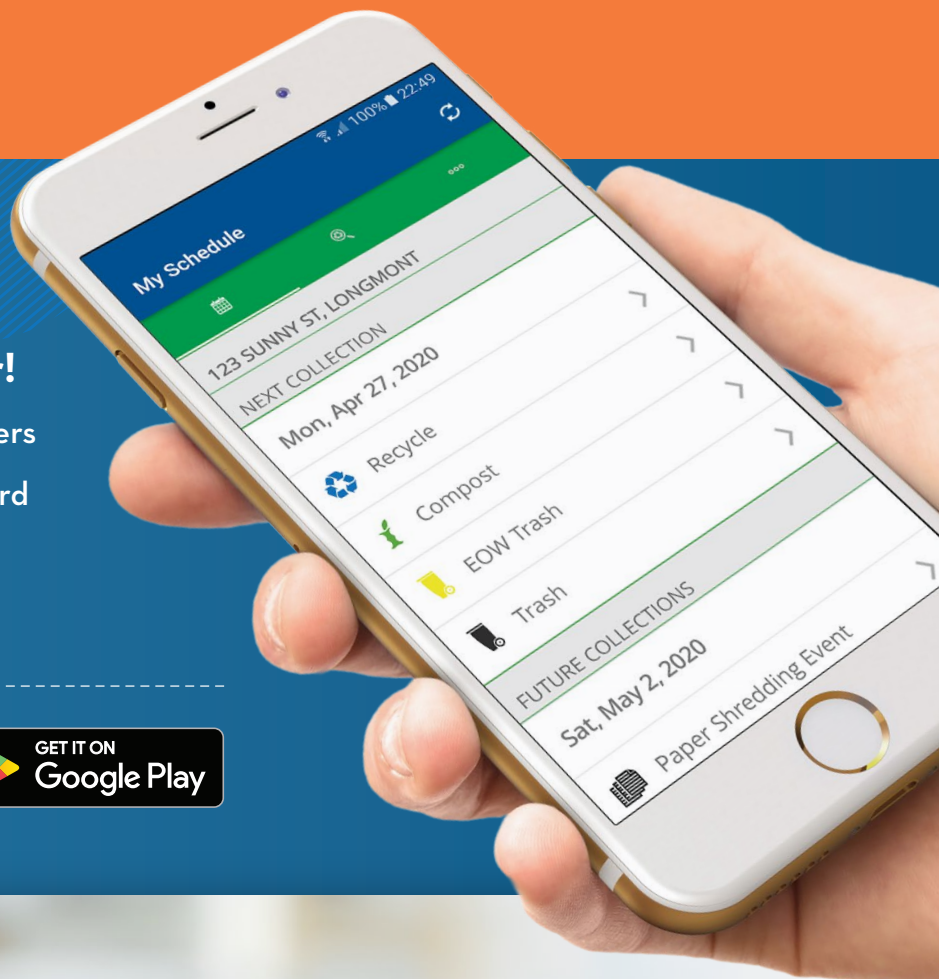 100% 22:49
My Schedule
123 SUNNY ST, LONGMONT
NEXT COLLECTION
Mon, Apr 27, 2020
Recycle
Compost
EOW Trash
Trash
FUTURE COLLECTIONS
Sat, May 2, 2020
Paper Shredding Event
r!
ers
rd
GET IT ON
Google Play